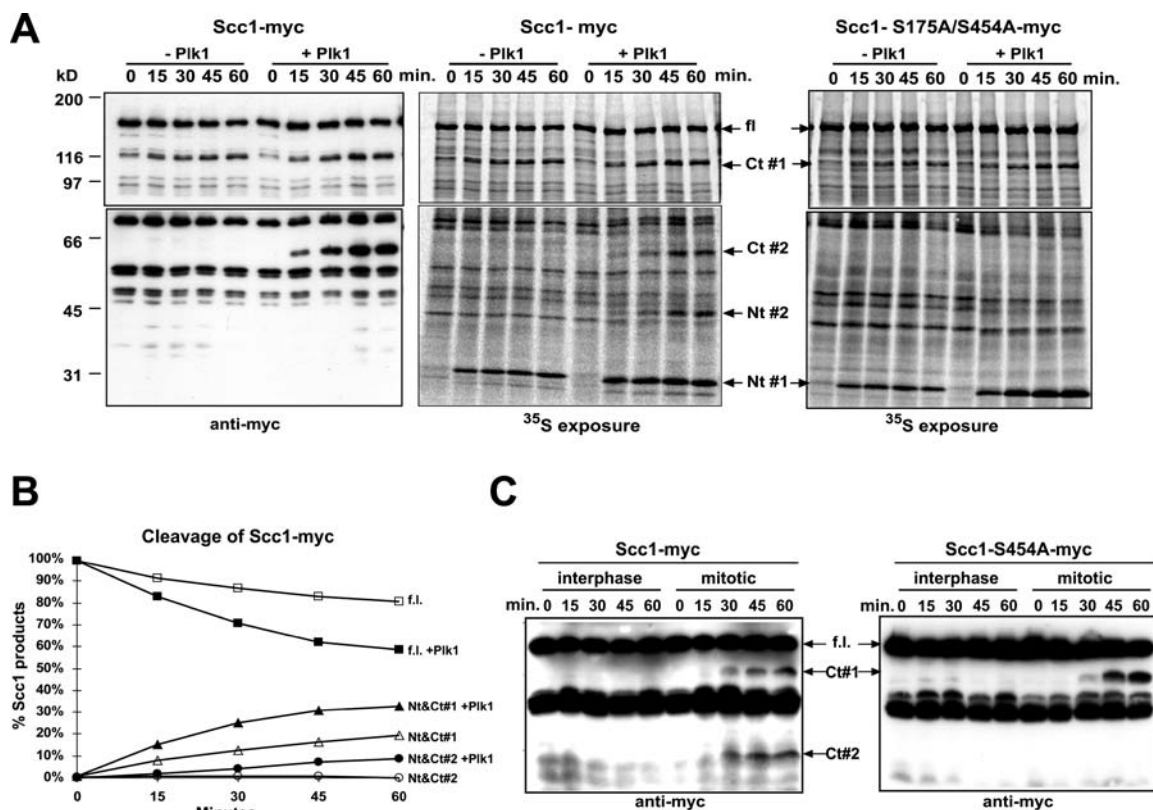 A
Scc1-myc
Scc1- myc
Scc1- S175A/S454A-myc
- Plk1 + Plk1
- Plk1 + Plk1
- Plk1 + Plk1
kD 0 15 30 45 60 0 15 30 45 60 min.
0 15 30 45 60 0 15 30 45 60 min.
0 15 30 45 60 0 15 30 45 60 min.
200
116
97
66
45
31
fl
Ct #1
Ct #2
Nt #2
Nt #1
anti-myc
35S exposure
35S exposure
B
Cleavage of Scc1-myc
% Scc1 products
100%
90%
80%
70%
60%
50%
40%
30%
20%
10%
0%
f.l.
f.l. +Plk1
Nt&Ct#1 +Plk1
Nt&Ct#1
Nt&Ct#2 +Plk1
Nt&Ct#2
0 15 30 45 60
Minutes
C
Scc1-myc
Scc1-S454A-myc
interphase mitotic
interphase mitotic
min. 0 15 30 45 60 0 15 30 45 60
min. 0 15 30 45 60 0 15 30 45 60
f.l.
Ct#1
Ct#2
anti-myc
anti-myc